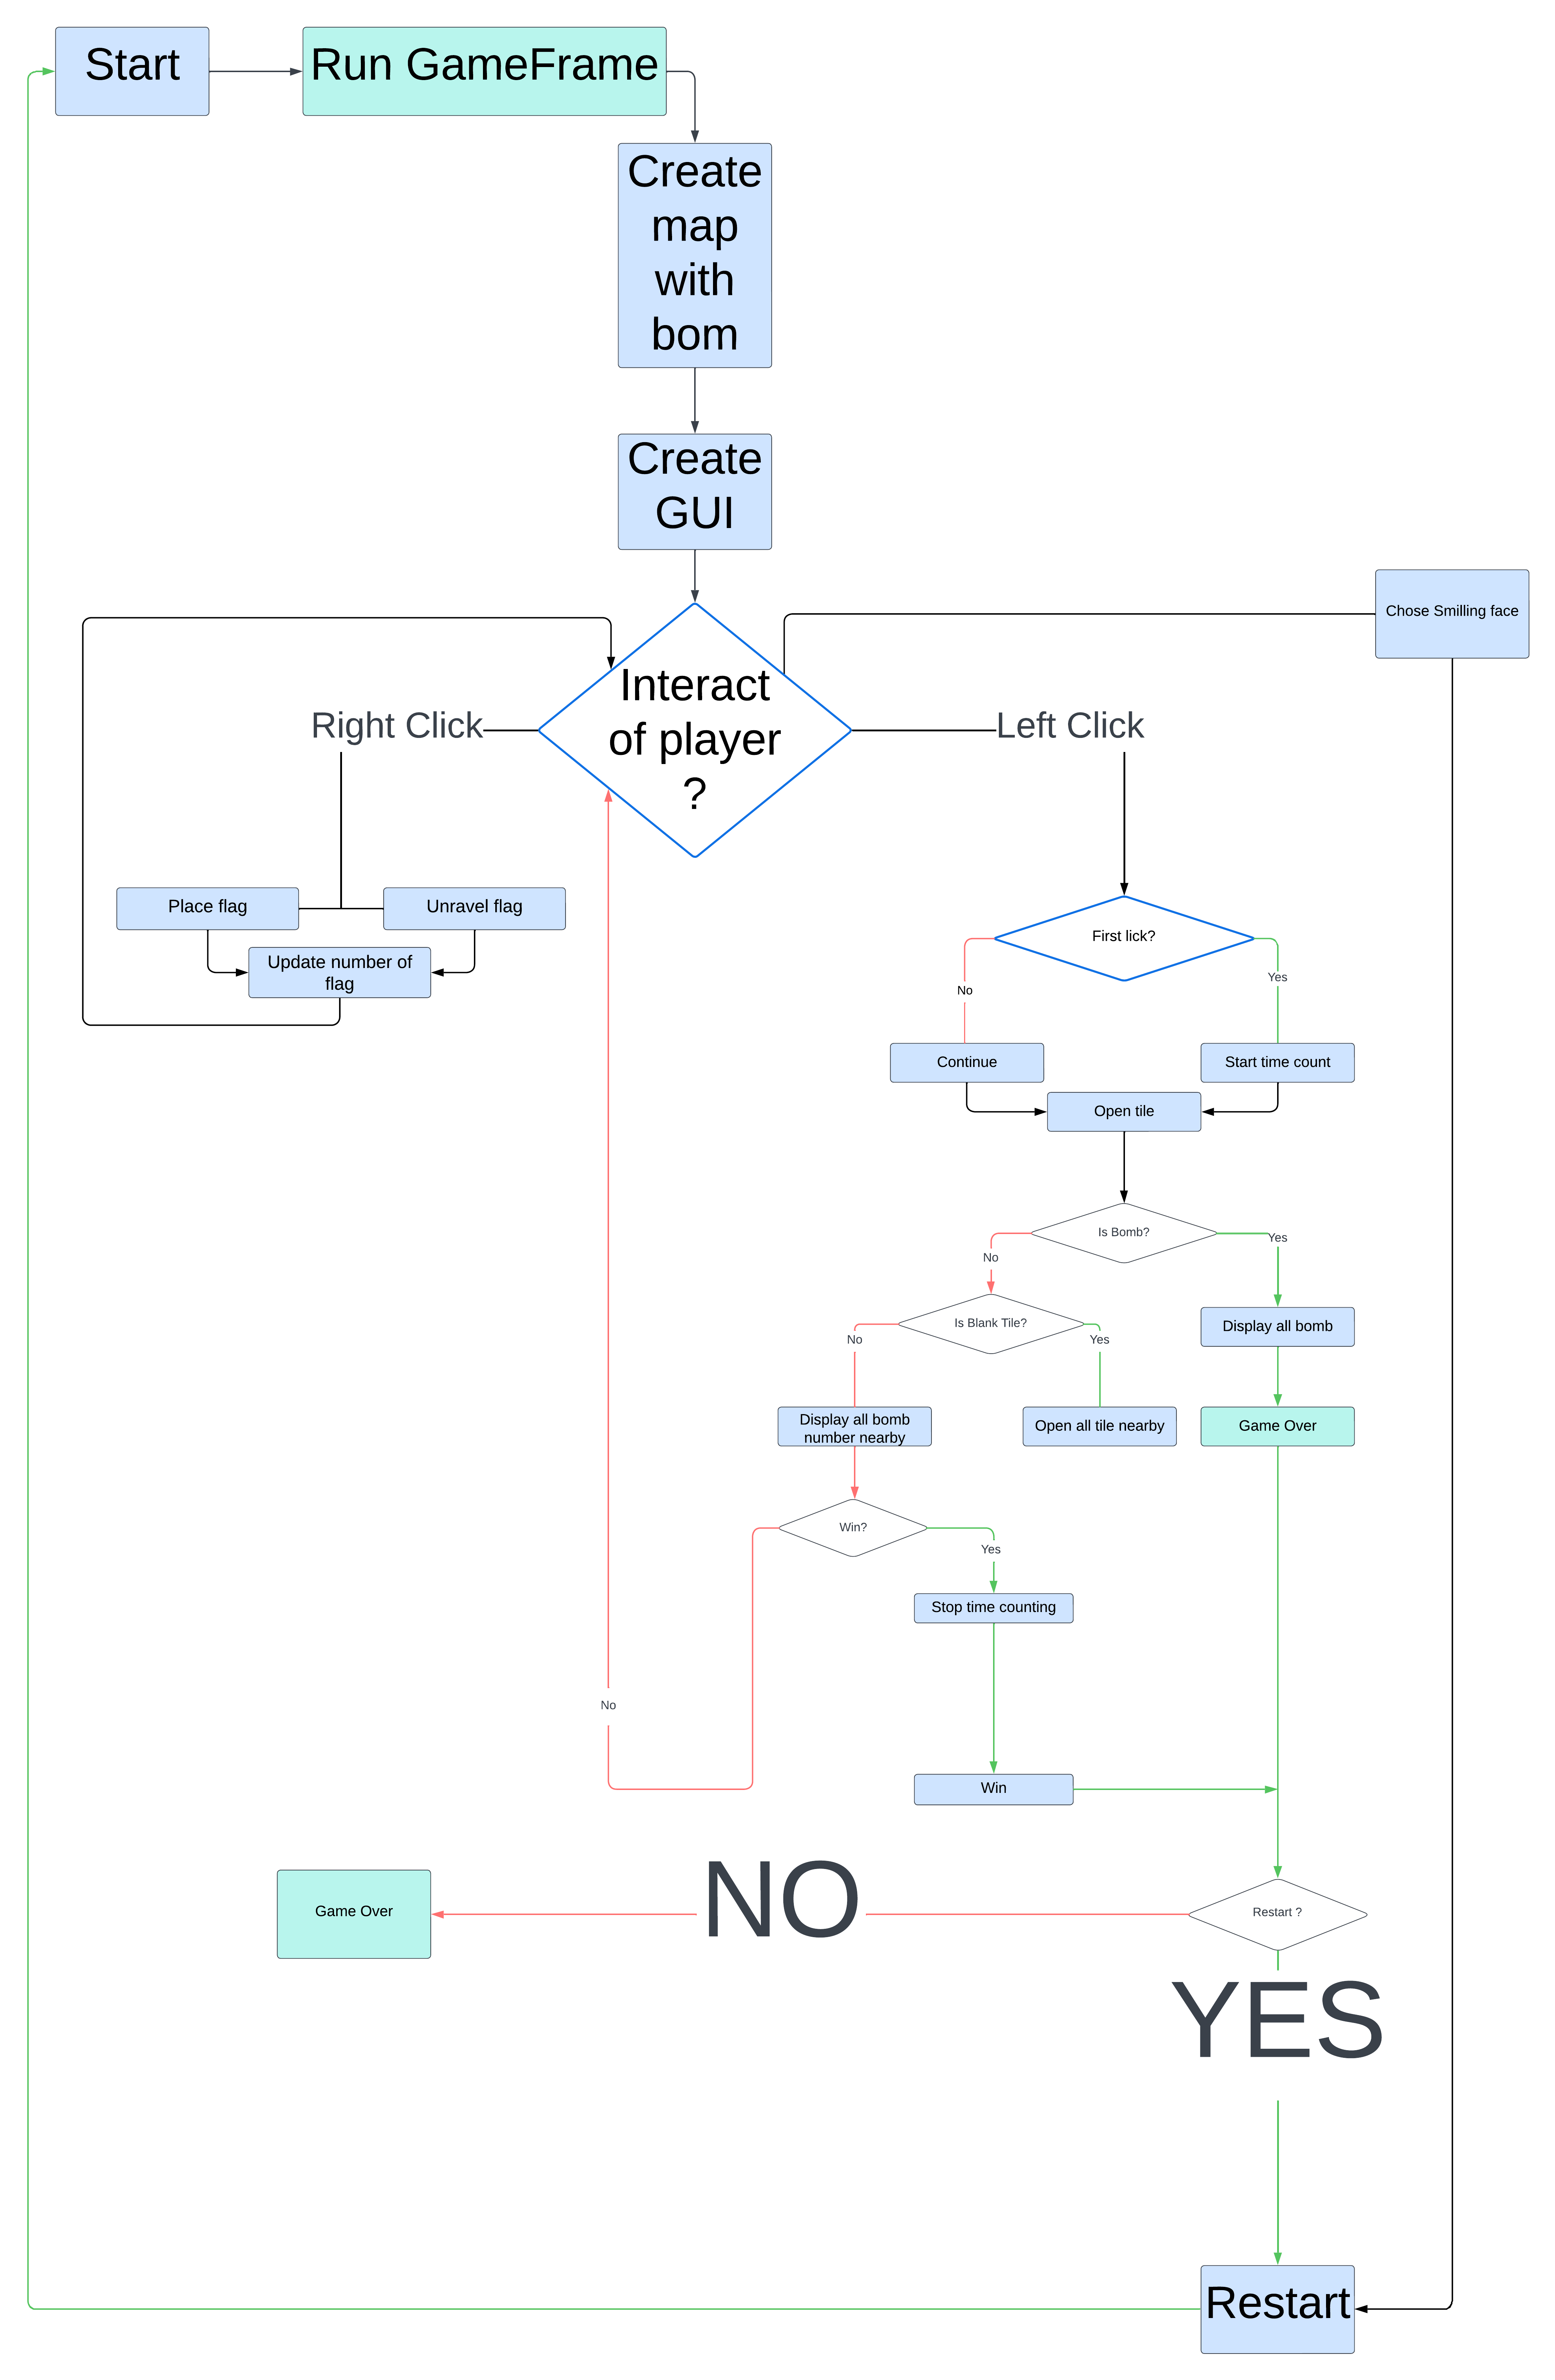 Start
Run GameFrame
Create
map
with
bom
Create
GUI
Chose Smilling face
Interact
of player
?
Right Click
Left Click
Place flag
Unravel flag
Update number of
flag
First lick?
No
Yes
Continue
Start time count
Open tile
Is Bomb?
No
Yes
Is Blank Tile?
No
Yes
Display all bomb
Display all bomb
number nearby
Open all tile nearby
Game Over
Win?
Yes
Stop time counting
No
Win
NO
Game Over
Restart ?
YES
Restart